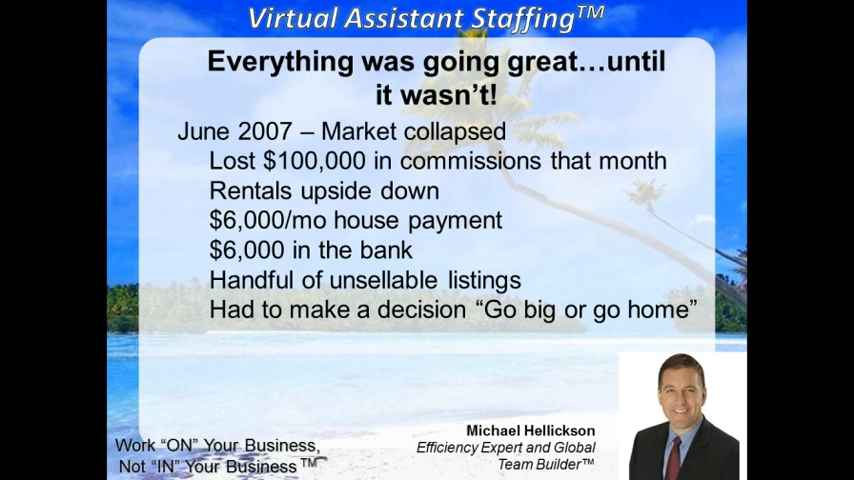 Virtual Assistant Staffing™
Everything was going great…until
it wasn't!
June 2007 – Market collapsed
Lost $100,000 in commissions that month
Rentals upside down
$6,000/mo house payment
$6,000 in the bank
Handful of unsellable listings
Had to make a decision “Go big or go home”
Michael Hellickson
Efficiency Expert and Global
Team Builder™
Work “ON” Your Business,
Not “IN” Your Business ™